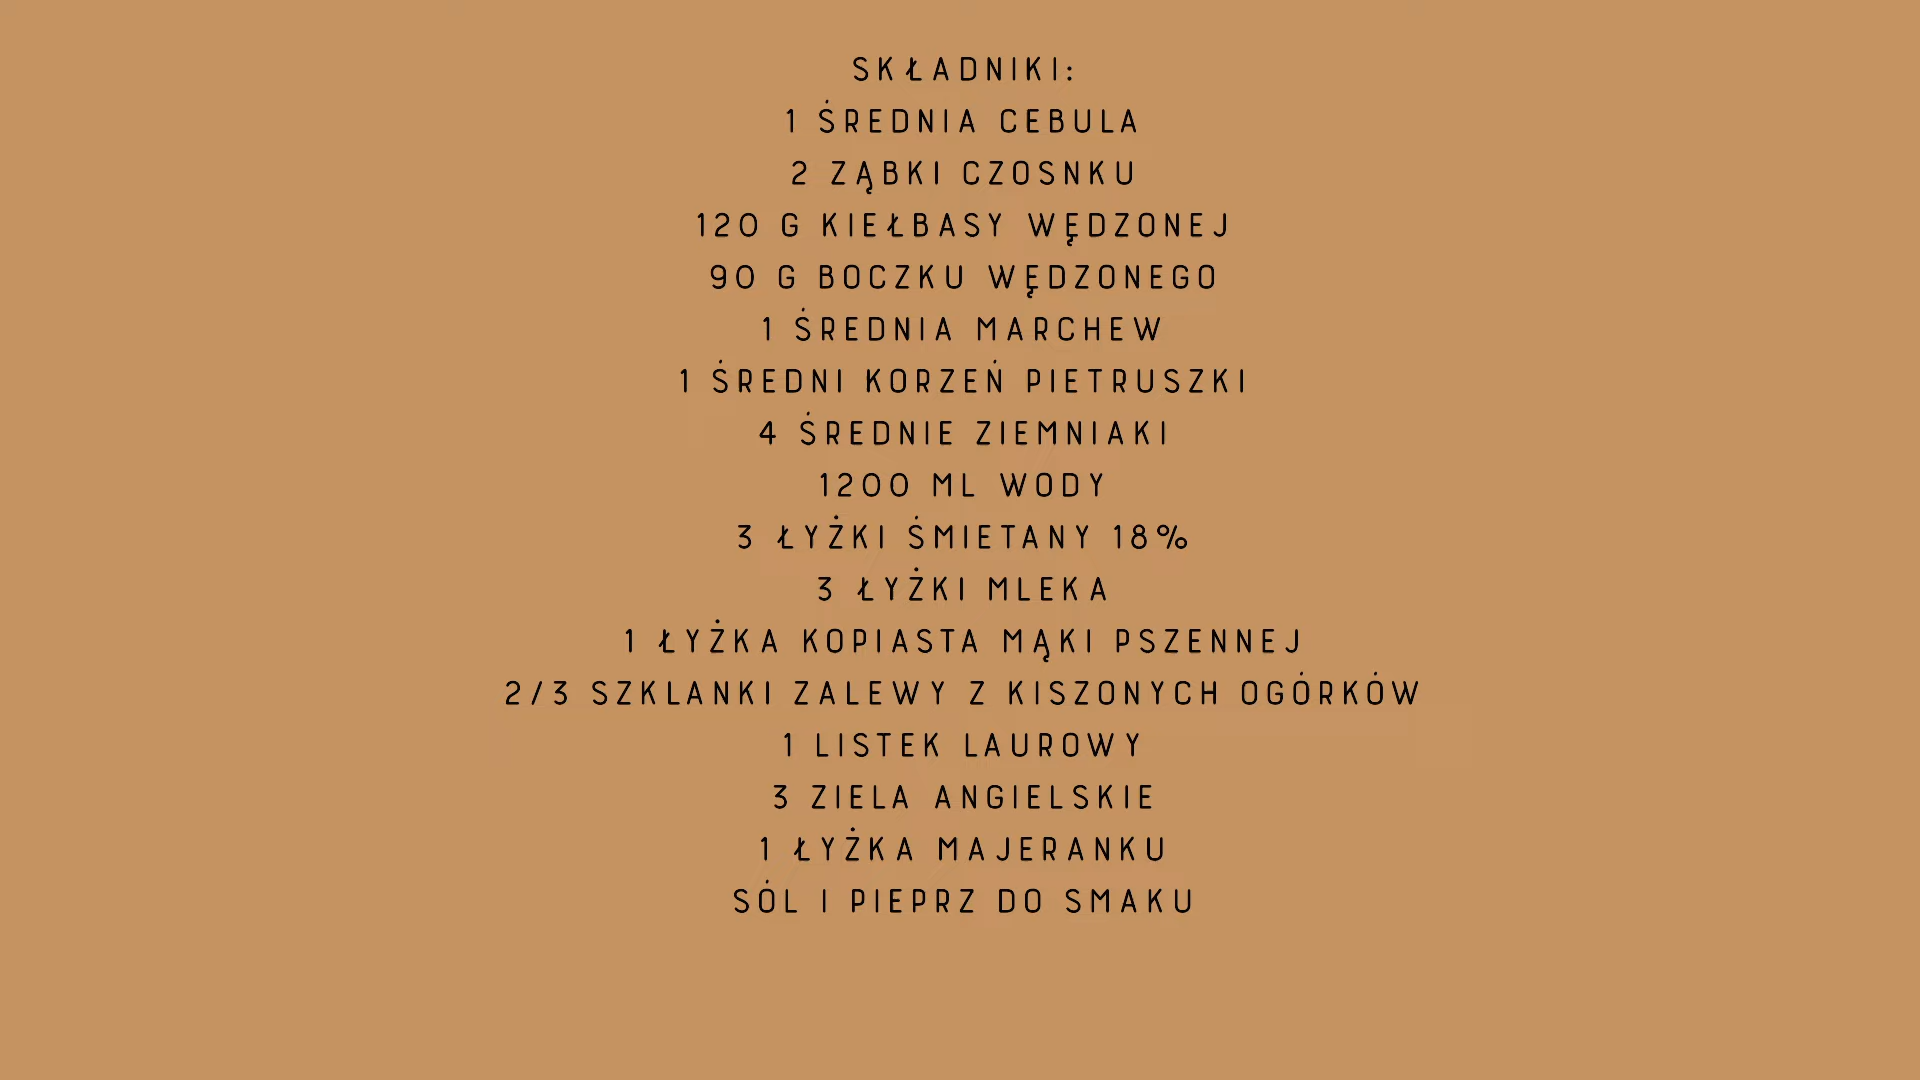 SKŁADNIKI:
1 ŚREDNIA CEBULA
2 ZĄBKI CZOSNKU
120 G KIEŁBASY WĘDZONEJ
90 G BOCZKU WĘDZONEGO
1 ŚREDNIA MARCHEW
1 ŚREDNI KORZEŃ PIETRUSZKI
4 ŚREDNIE ZIEMNIAKI
1200 ML WODY
3 ŁYŻKI ŚMIETANY 18%
3 ŁYŻKI MLEKA
1 ŁYŻKA KOPIASTA MĄKI PSZENNEJ
2/3 SZKLANKI ZALEWY Z KISZONYCH OGÓRKÓW
1 LISTEK LAUROWY
3 ZIELA ANGIELSKIE
1 ŁYŻKA MAJERANKU
SÓL I PIEPRZ DO SMAKU